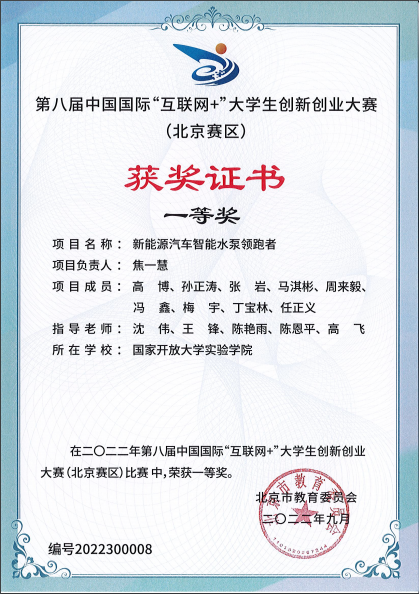 第八届中国国际“互联网+”大学生创新创业大赛
（北京赛区）
获奖证书
一等奖
项目名称：新能源汽车智能水泵领跑者
项目负责人：焦一慧
项目成员：高 博、孙正涛、张 岩、马淇彬、周来毅、
冯 鑫、梅 宇、丁宝林、任正义
指导老师：沈 伟、王 锋、陈艳雨、陈恩平、高 飞
所在学校：国家开放大学实验学院
在二〇二二年第八届中国国际“互联网+”大学生创新创业
大赛（北京赛区）比赛中，荣获一等奖。
北京市教育委员会
二〇二二年九月
编号2022300008